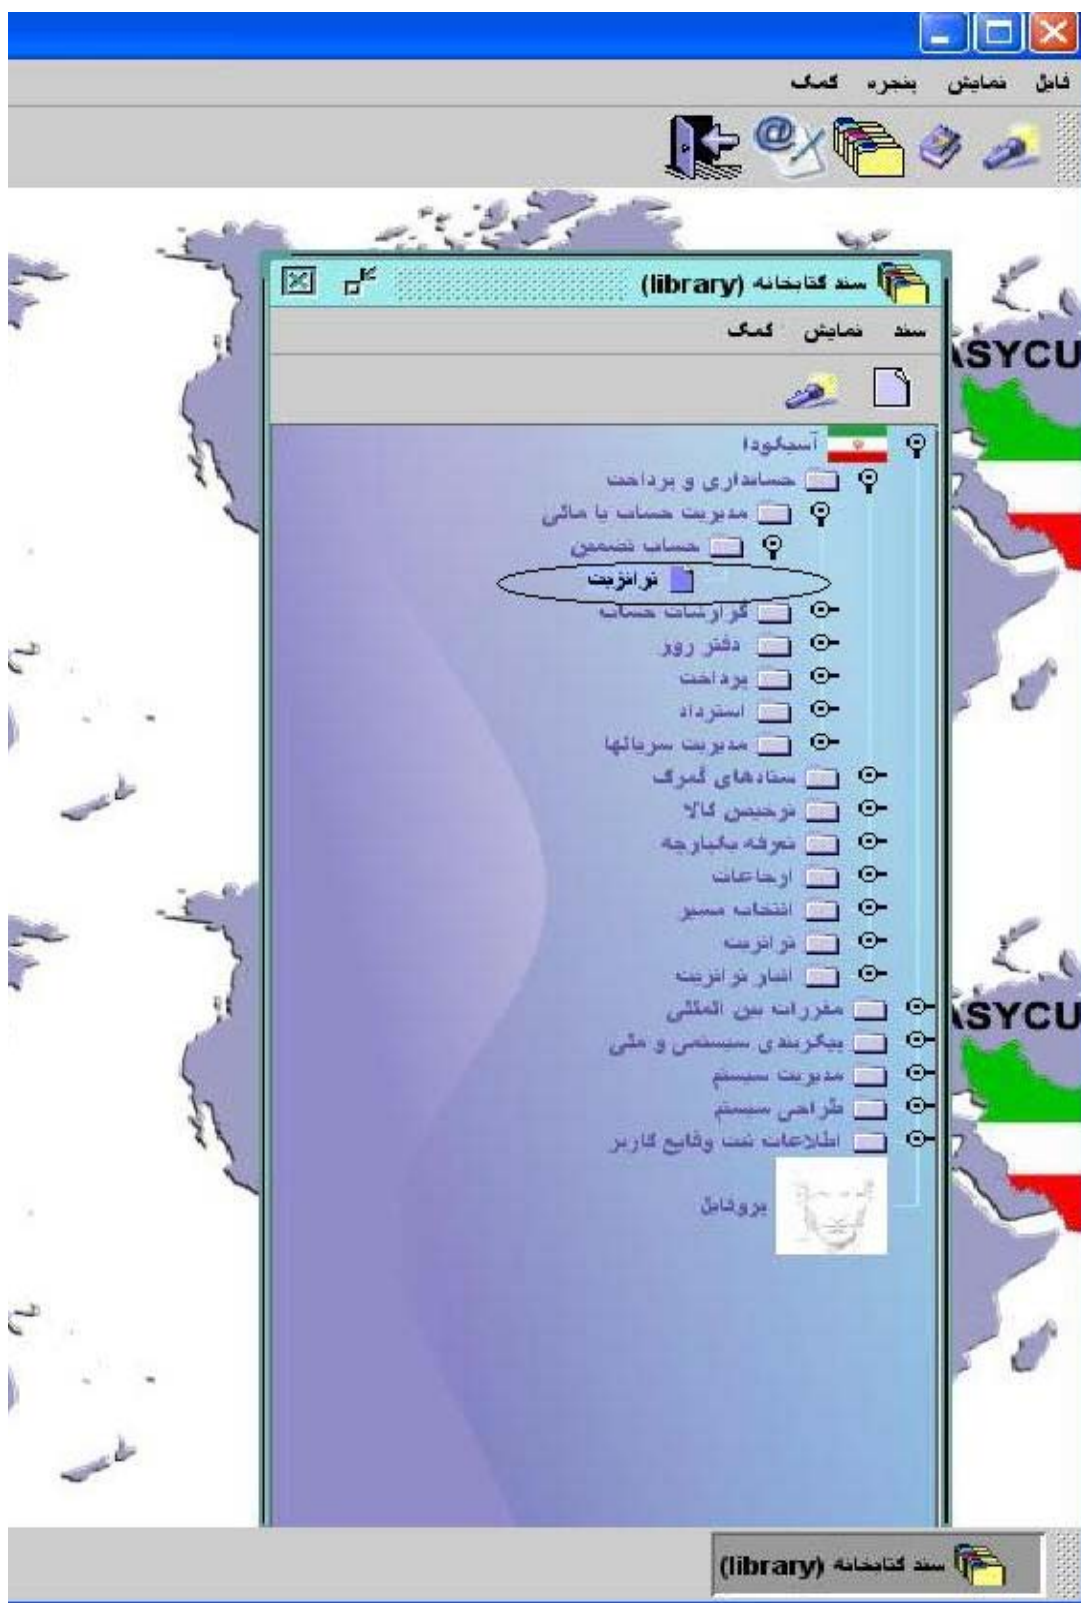 فایل نمایش پنجره کمک
سند کتابخانه (library)
سند نمایش کمک
ASYCU
آسیکودا
حسابداری و پرداخت
مدیریت حساب یا مالی
حساب تضمین
ترانزیت
گزارشات حساب
دفتر روز
پرداخت
استرداد
مدیریت سریالها
ستادهای گمرک
ترخیص کالا
تعرفه یکپارچه
ارجاعات
انتخاب مسیر
ترانزیت
انبار ترانزیت
مقررات بین المللی
ASYCU
پیکربندی سیستمی و ملی
مدیریت سیستم
طراحی سیستم
اطلاعات ثبت وقایع کاربر
پروفایل
سند کتابخانه (library)